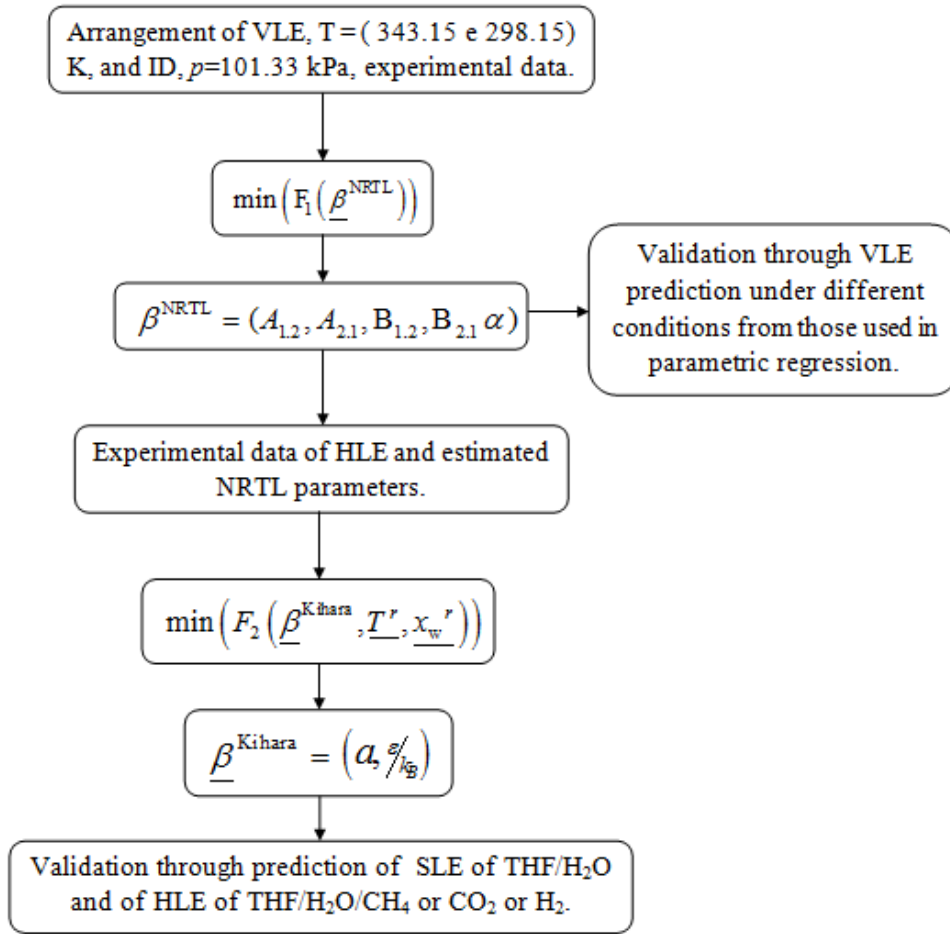 Arrangement of VLE, T = ( 343.15 e 298.15)
K, and ID, p=101.33 kPa, experimental data.
min(F₁(β^NRTL))
β^NRTL = (A₁.₂, A₂.₁, B₁.₂, B₂.₁ α)
Validation through VLE
prediction under different
conditions from those used in
parametric regression.
Experimental data of HLE and estimated
NRTL parameters.
min(F₂(β^Kihara, T^r, x_w^r))
β^Kihara = (a, ε/k_B)
Validation through prediction of SLE of THF/H₂O
and of HLE of THF/H₂O/CH₄ or CO₂ or H₂.